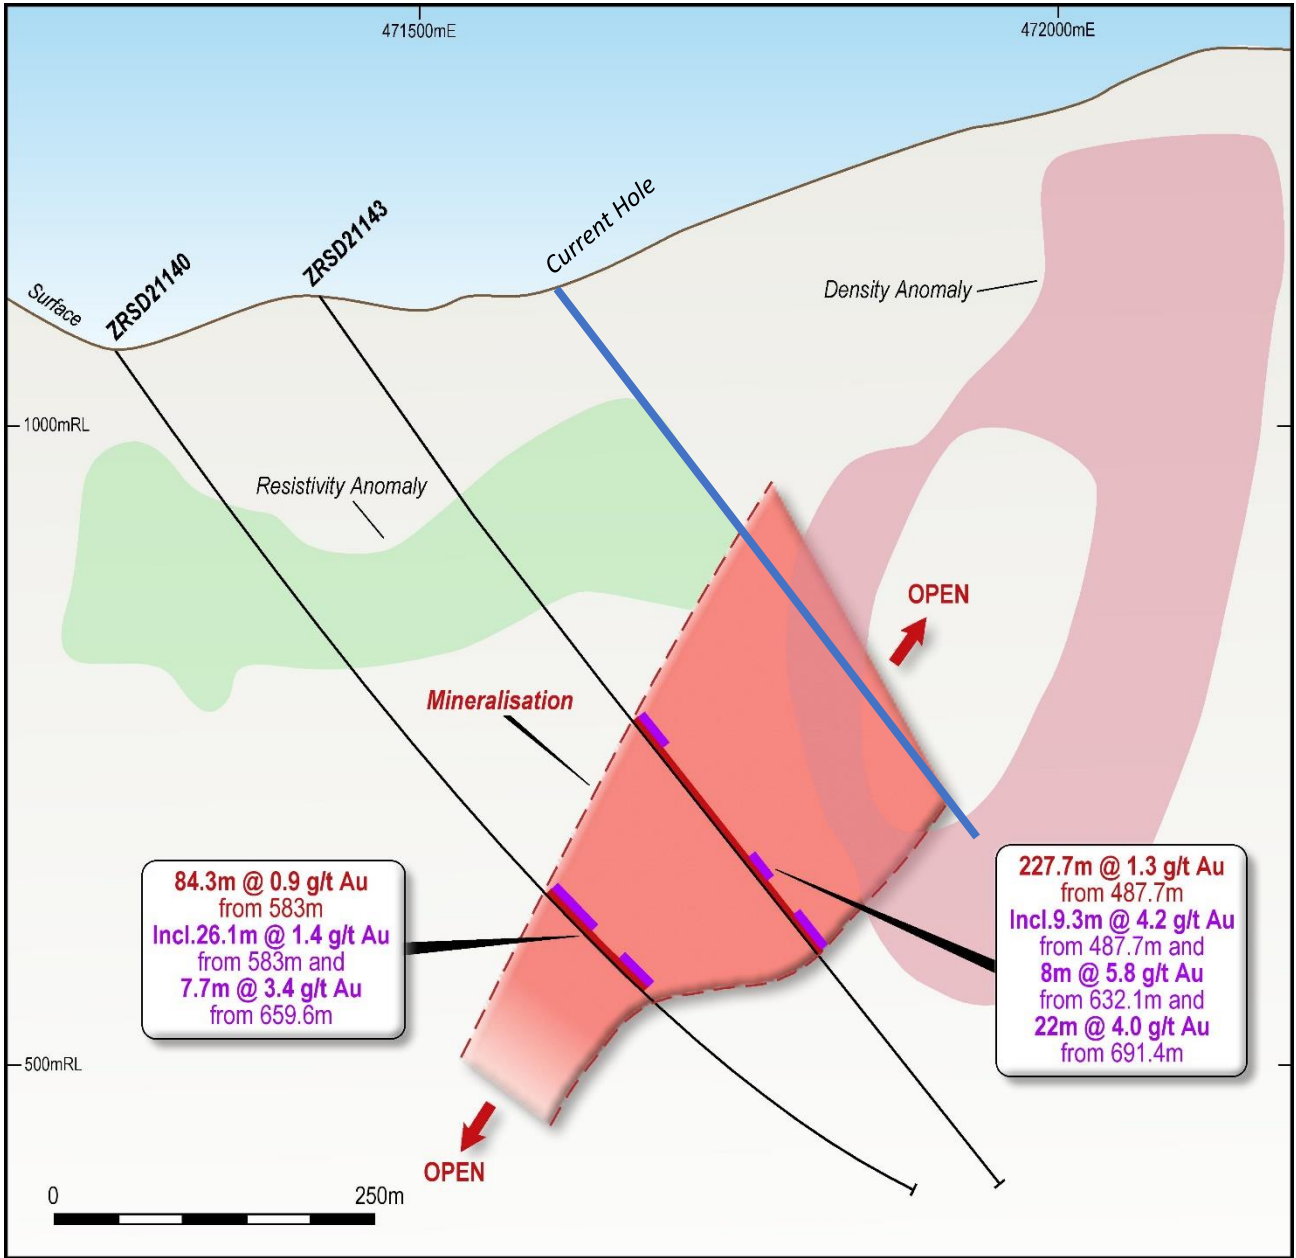 471500mE
472000mE
Current Hole
ZRSD21143
ZRSD21140
Surface
Density Anomaly
1000mRL
Resistivity Anomaly
OPEN
Mineralisation
84.3m @ 0.9 g/t Au
from 583m
Incl.26.1m @ 1.4 g/t Au
from 583m and
7.7m @ 3.4 g/t Au
from 659.6m
227.7m @ 1.3 g/t Au
from 487.7m
Incl.9.3m @ 4.2 g/t Au
from 487.7m and
8m @ 5.8 g/t Au
from 632.1m and
22m @ 4.0 g/t Au
from 691.4m
500mRL
OPEN
0
250m